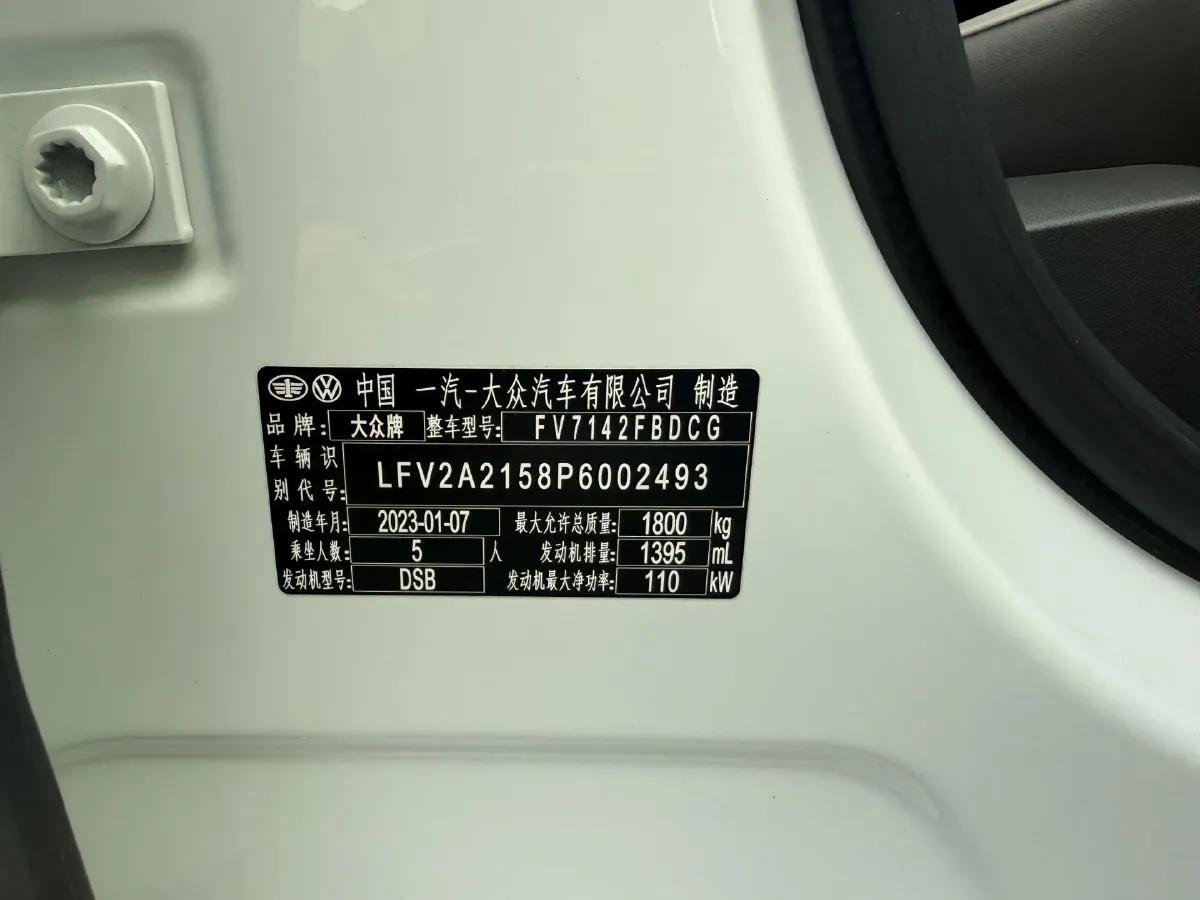 中国 一汽-大众汽车有限公司 制造
品牌: 大众牌 整车型号: FV7142FBDCG
车辆识
别代号: LFV2A2158P6002493
制造年月: 2023-01-07 最大允许总质量: 1800 kg
乘坐人数: 5 人 发动机排量: 1395 mL
发动机型号: DSB 发动机最大净功率: 110 kW